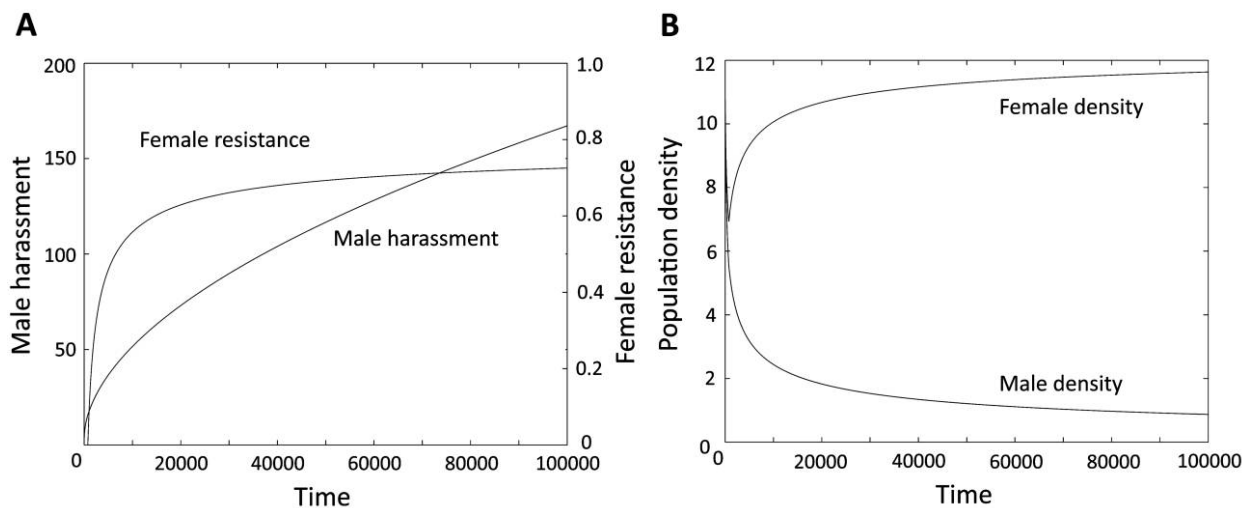 A
Male harassment
200
150
100
50
Female resistance
Male harassment
1.0
0.8
0.6
0.4
0.2
0
Female resistance
0 20000 40000 60000 80000 100000
Time
B
Population density
12
10
8
6
4
2
0
Female density
Male density
0 20000 40000 60000 80000 100000
Time